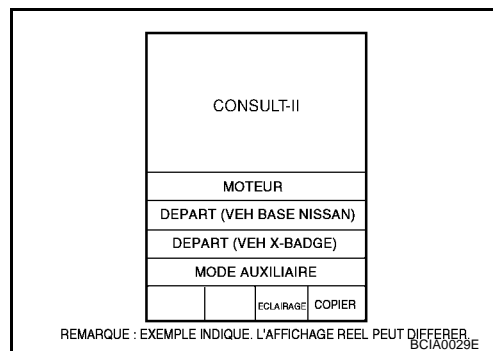 CONSULT-II
MOTEUR
DEPART (VEH BASE NISSAN)
DEPART (VEH X-BADGE)
MODE AUXILIAIRE
ECLAIRAGE COPIER
REMARQUE : EXEMPLE INDIQUE. L'AFFICHAGE REEL PEUT DIFFERER.
BCIA0029E